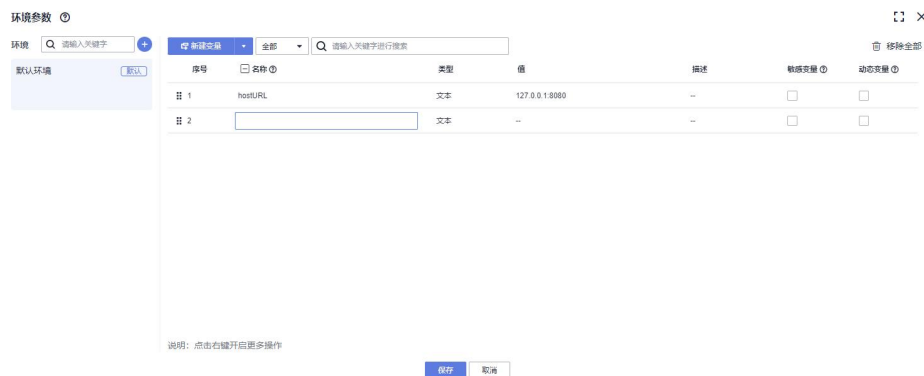 环境参数
环境 请输入关键字
新建变量 全部 请输入关键字进行搜索 移除全部
默认环境 默认
序号 名称 类型 值 描述 敏感变量 动态变量
1 hostURL 文本 127.0.0.1:8080 --
2 文本 -- --
说明：点击右键开启更多操作
保存 取消